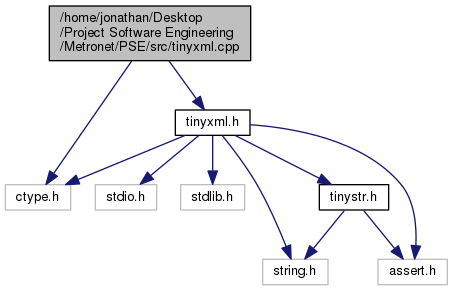 /home/jonathan/Desktop
/Project Software Engineering
/Metronet/PSE/src/tinyxml.cpp
tinyxml.h
ctype.h
stdio.h
stdlib.h
tinystr.h
string.h
assert.h